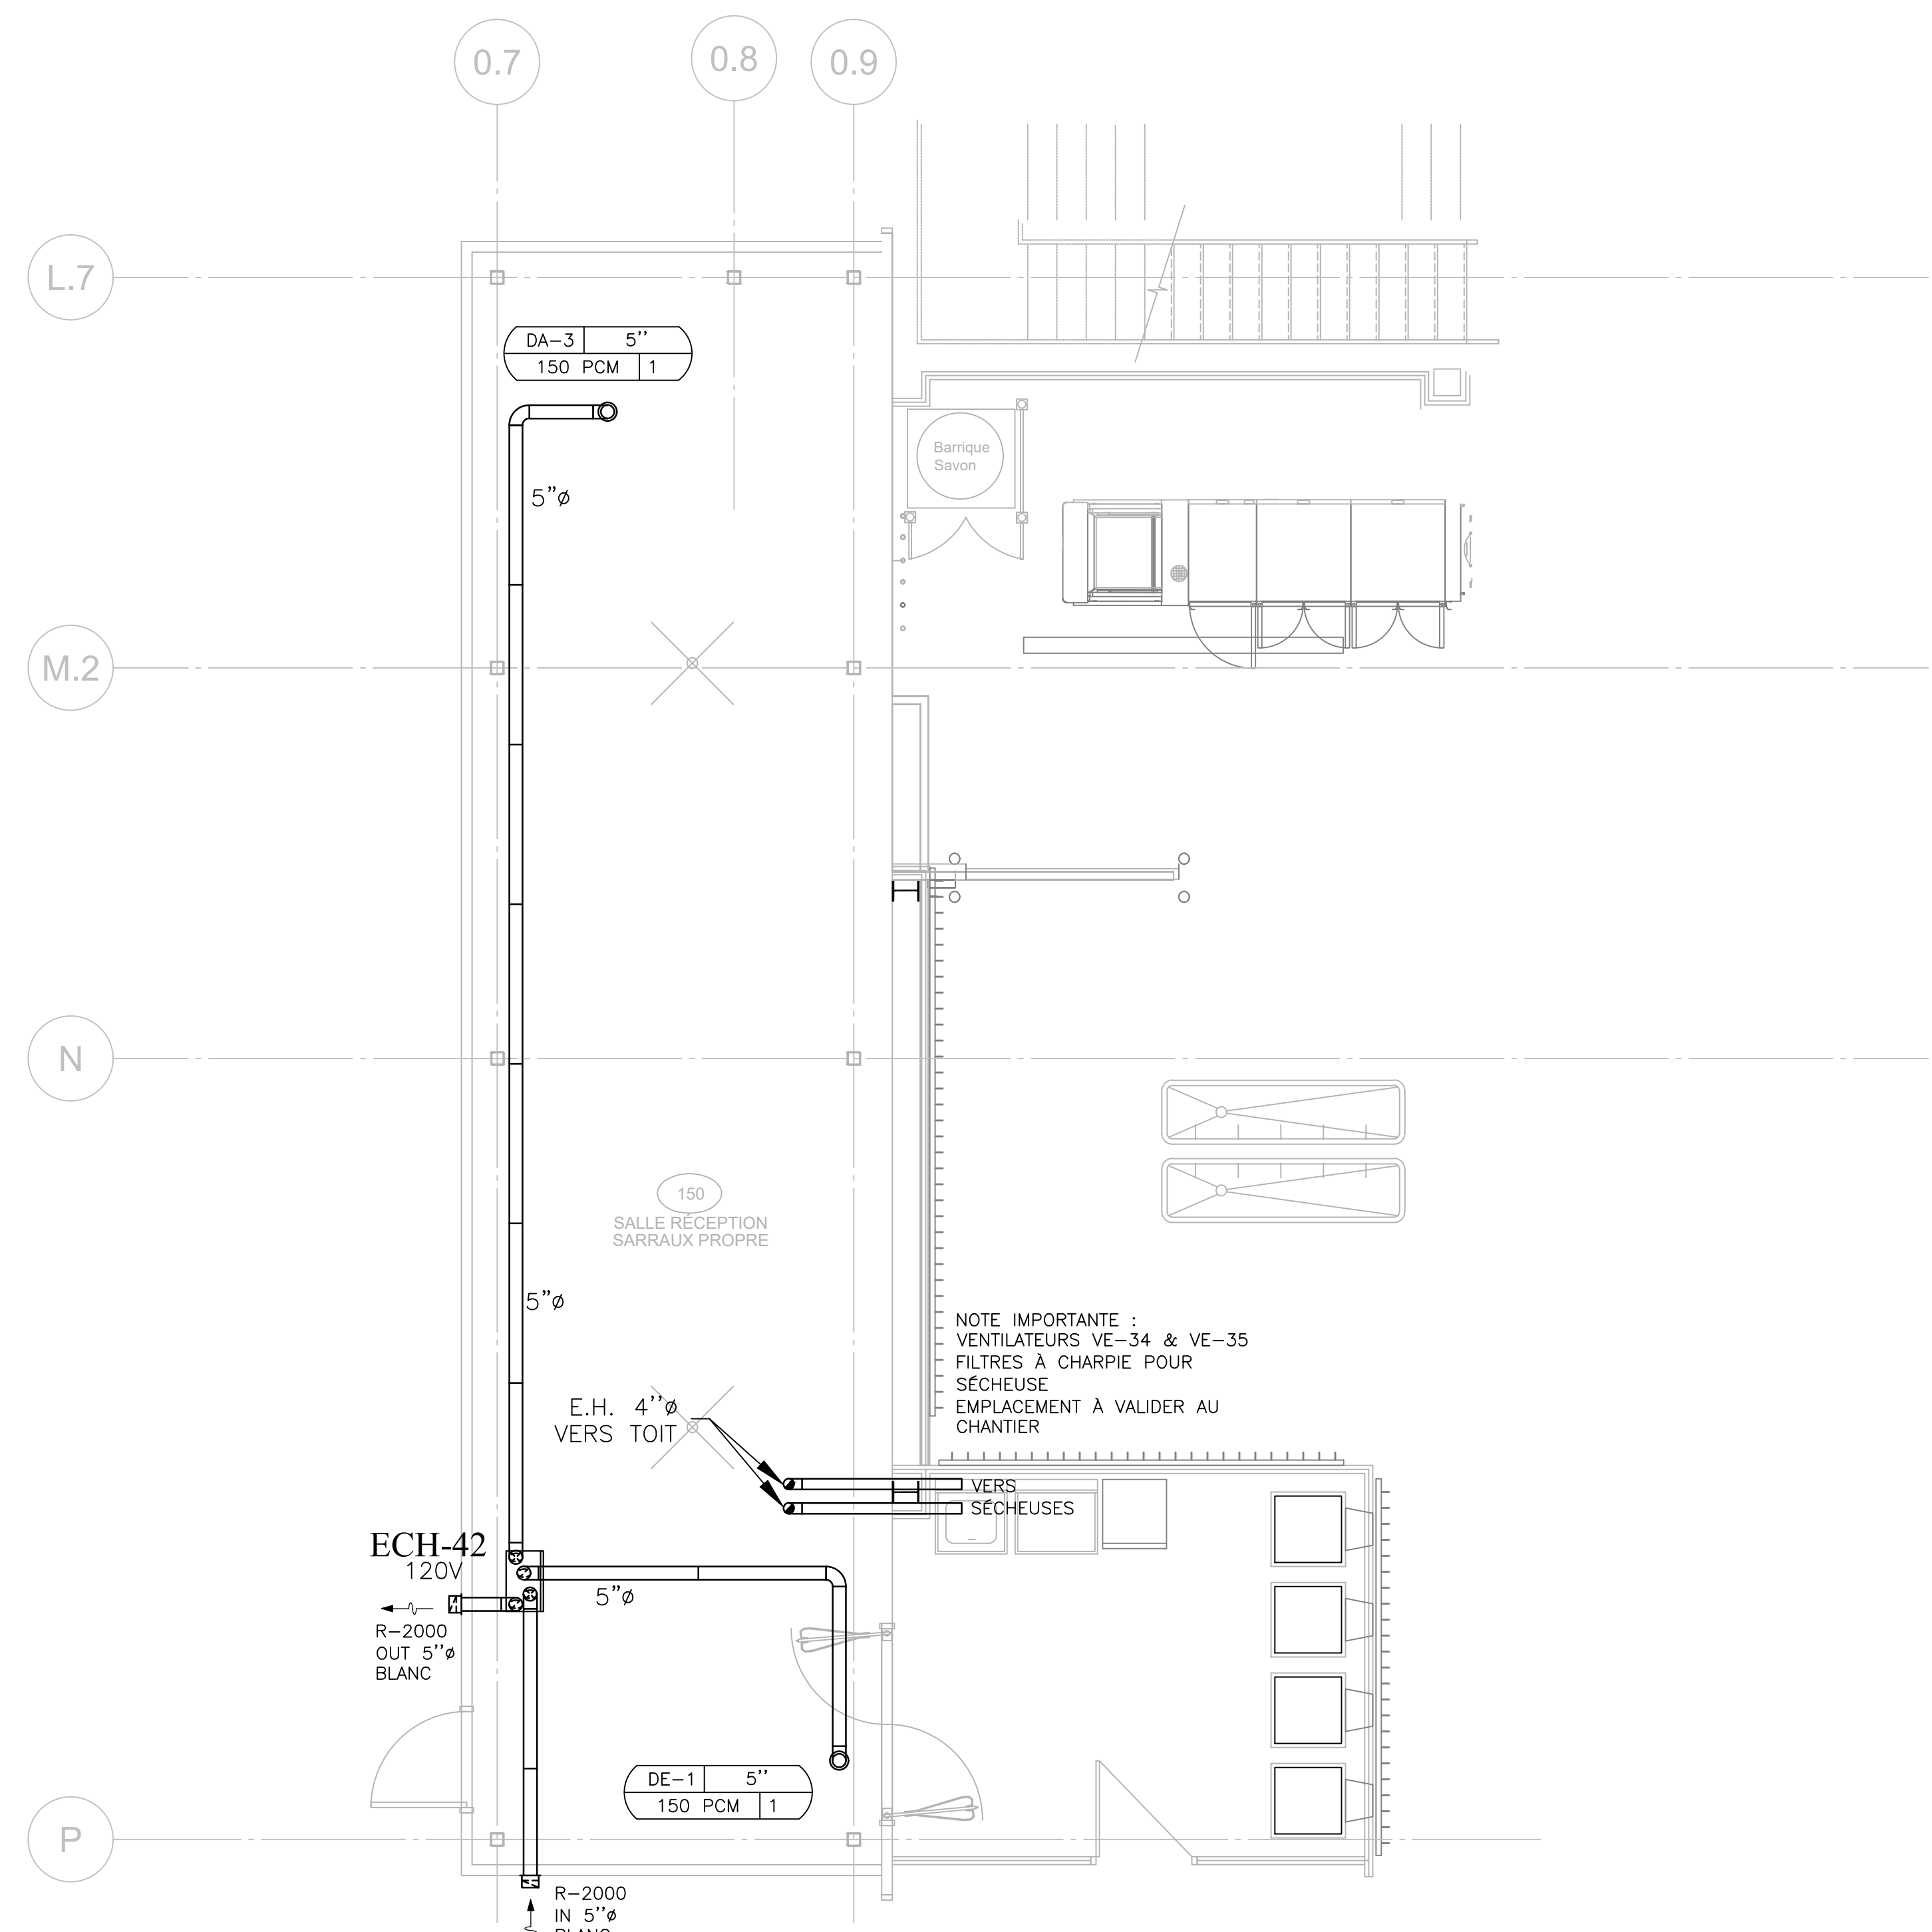 0.7
0.8
0.9
L.7
DA-3 5''
150 PCM 1
Barrique
Savon
5"ø
M.2
N
150
SALLE RÉCEPTION
SARRAUX PROPRE
5"ø
NOTE IMPORTANTE :
VENTILATEURS VE-34 & VE-35
FILTRES À CHARPIE POUR
SÉCHEUSE
EMPLACEMENT À VALIDER AU
CHANTIER
E.H. 4''ø
VERS TOIT
VERS
SÉCHEUSES
ECH-42
120V
5"ø
R-2000
OUT 5''ø
BLANC
DE-1 5''
150 PCM 1
P
R-2000
IN 5''ø
BLANC